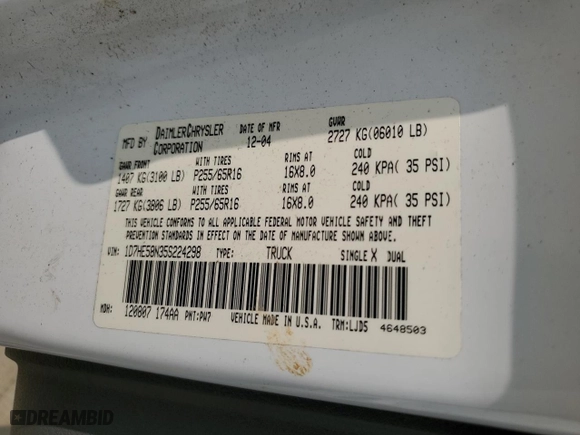 MFD BY DAIMLERCHRYSLER CORPORATION
DATE OF MFR 12-04
GVWR 2727 KG(06010 LB)
GAWR FRONT WITH TIRES RIMS AT COLD
1407 KG(3100 LB) P255/65R16 16X8.0 240 KPA( 35 PSI)
GAWR REAR WITH TIRES RIMS AT COLD
1727 KG(3806 LB) P255/65R16 16X8.0 240 KPA( 35 PSI)
THIS VEHICLE CONFORMS TO ALL APPLICABLE FEDERAL MOTOR VEHICLE SAFETY AND THEFT
PREVENTION STANDARDS IN EFFECT ON THE DATE OF MANUFACTURE SHOWN ABOVE.
VIN: 1D7HE58N35S224298 TYPE: TRUCK SINGLE X DUAL
MDH: 120807 174AA PNT:PW7 VEHICLE MADE IN U.S.A. TRM:LJD5 4648503
DREAMBID